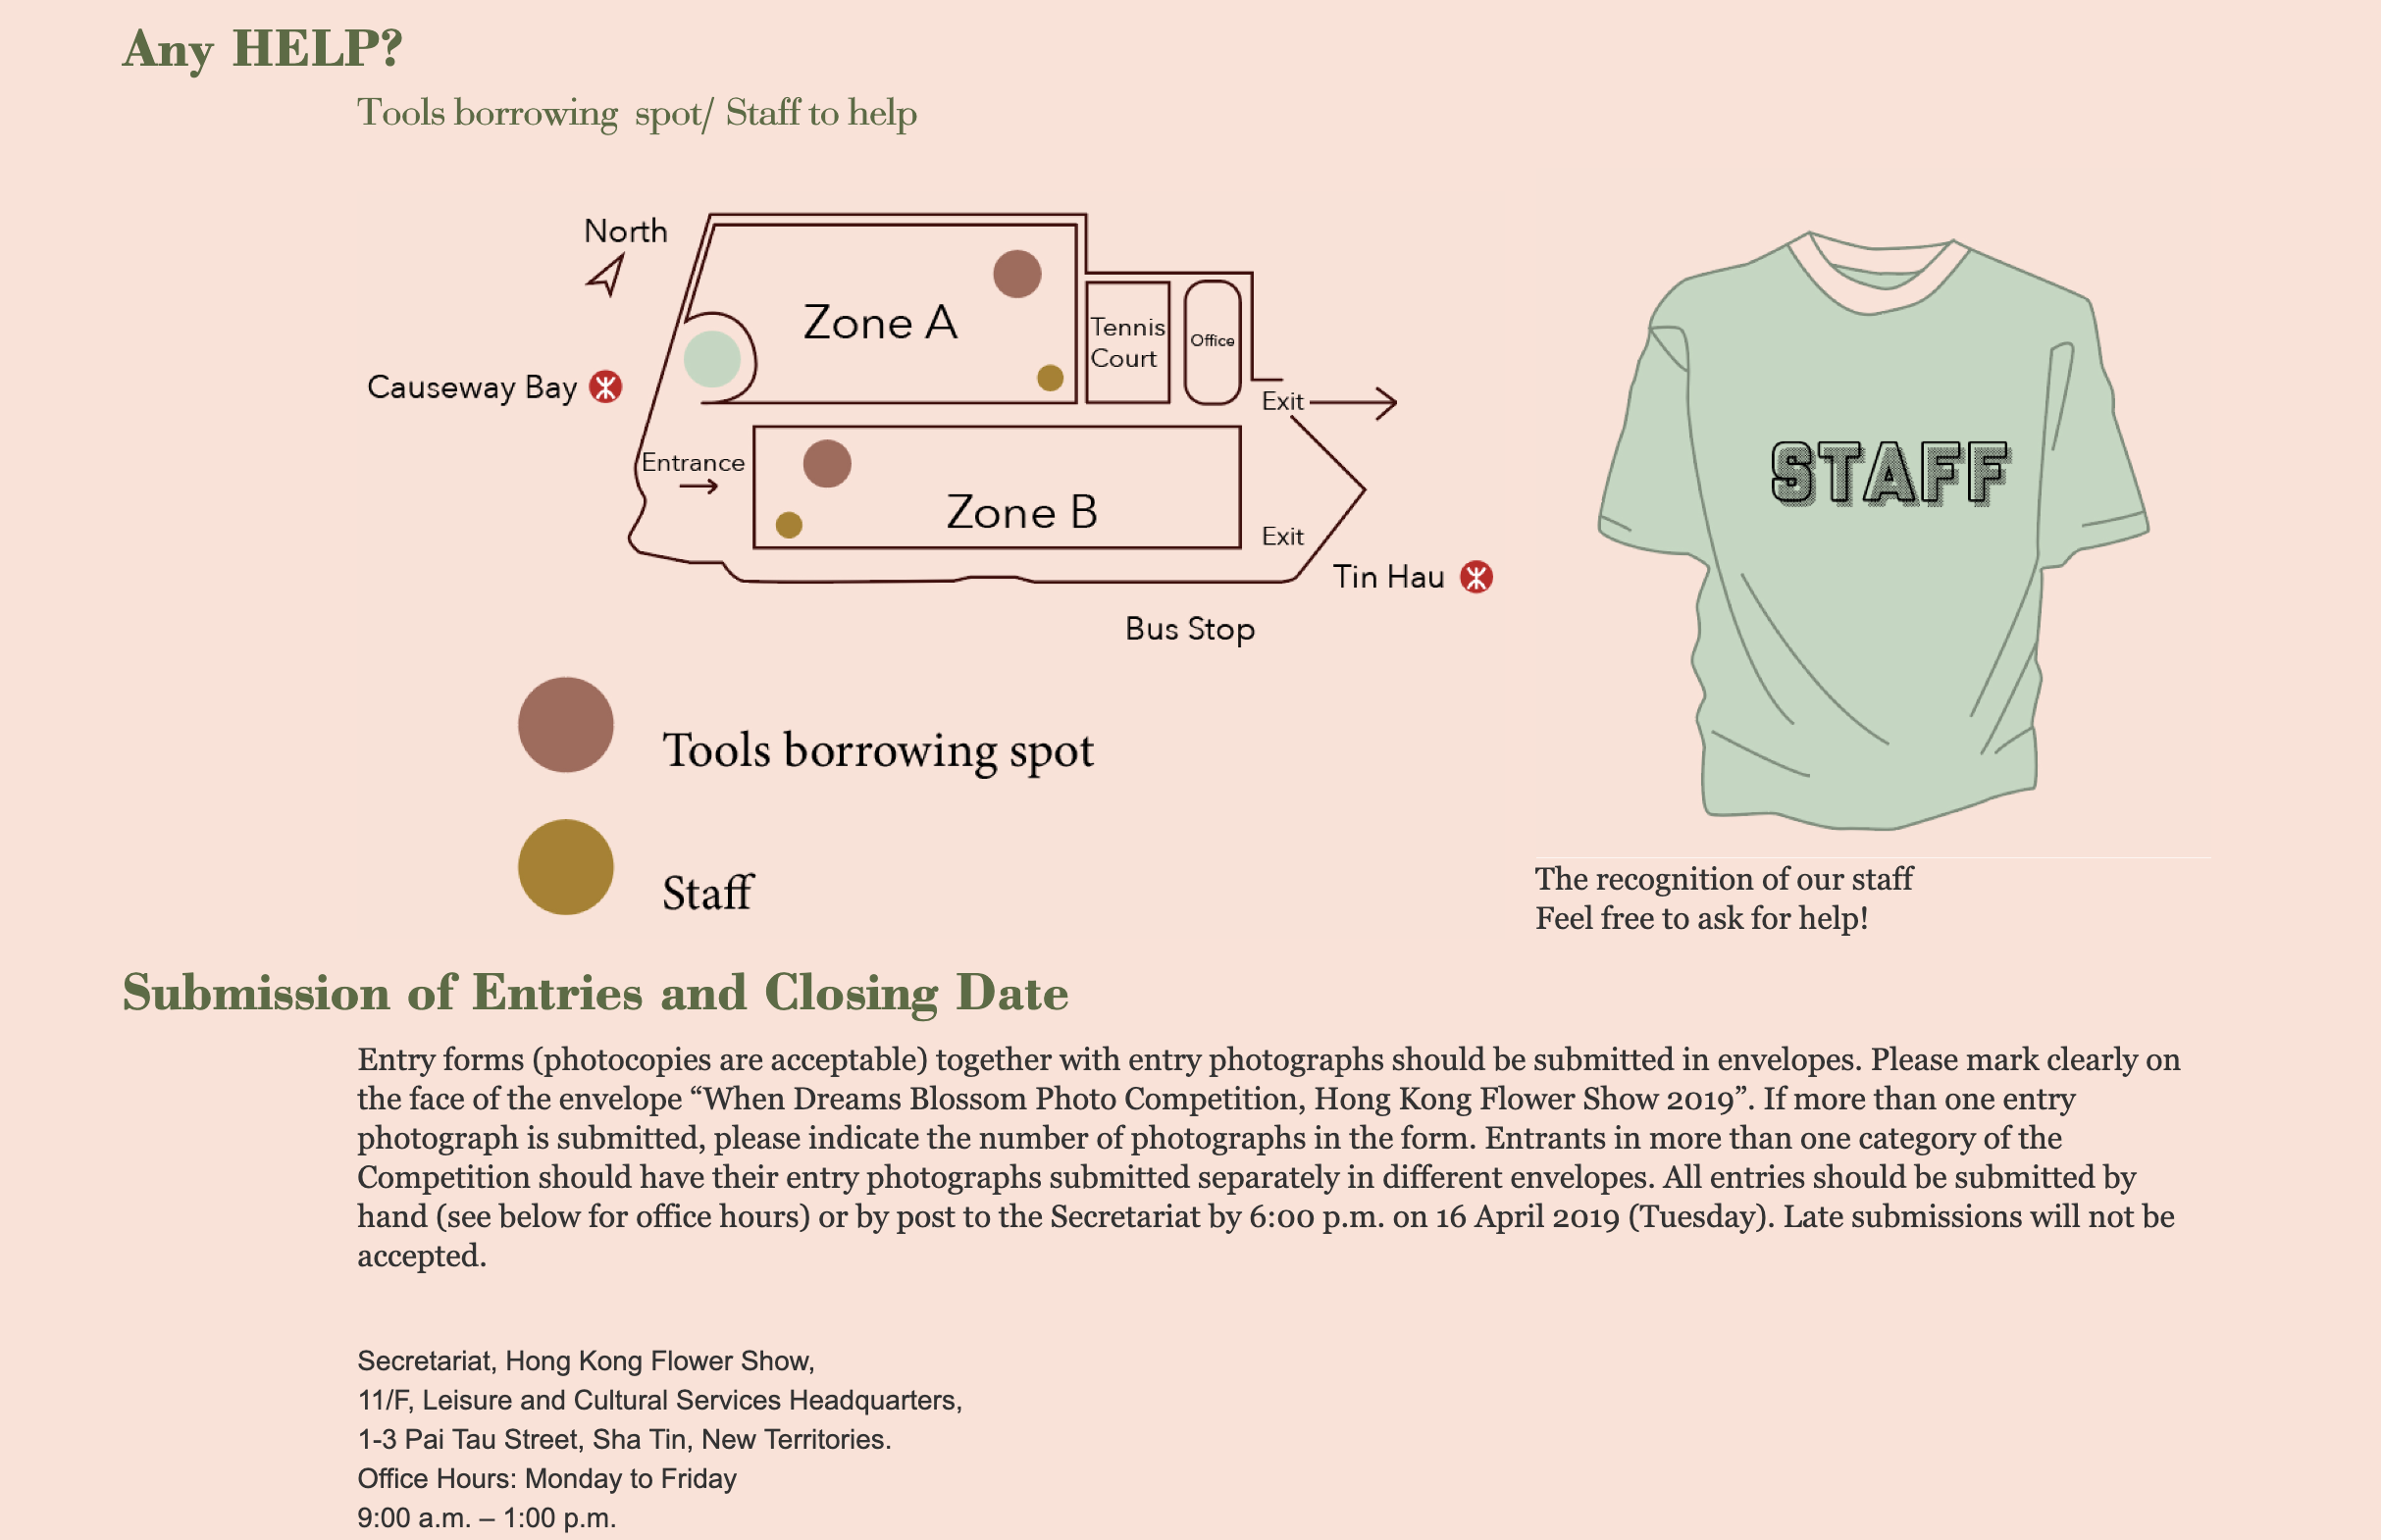 Any HELP?
Tools borrowing spot/ Staff to help
North
Zone A
Tennis
Court
Office
Causeway Bay
Exit
Entrance
Zone B
Exit
Tin Hau
Bus Stop
Tools borrowing spot
Staff
STAFF
The recognition of our staff
Feel free to ask for help!
Submission of Entries and Closing Date
Entry forms (photocopies are acceptable) together with entry photographs should be submitted in envelopes. Please mark clearly on
the face of the envelope “When Dreams Blossom Photo Competition, Hong Kong Flower Show 2019”. If more than one entry
photograph is submitted, please indicate the number of photographs in the form. Entrants in more than one category of the
Competition should have their entry photographs submitted separately in different envelopes. All entries should be submitted by
hand (see below for office hours) or by post to the Secretariat by 6:00 p.m. on 16 April 2019 (Tuesday). Late submissions will not be
accepted.
Secretariat, Hong Kong Flower Show,
11/F, Leisure and Cultural Services Headquarters,
1-3 Pai Tau Street, Sha Tin, New Territories.
Office Hours: Monday to Friday
9:00 a.m. – 1:00 p.m.